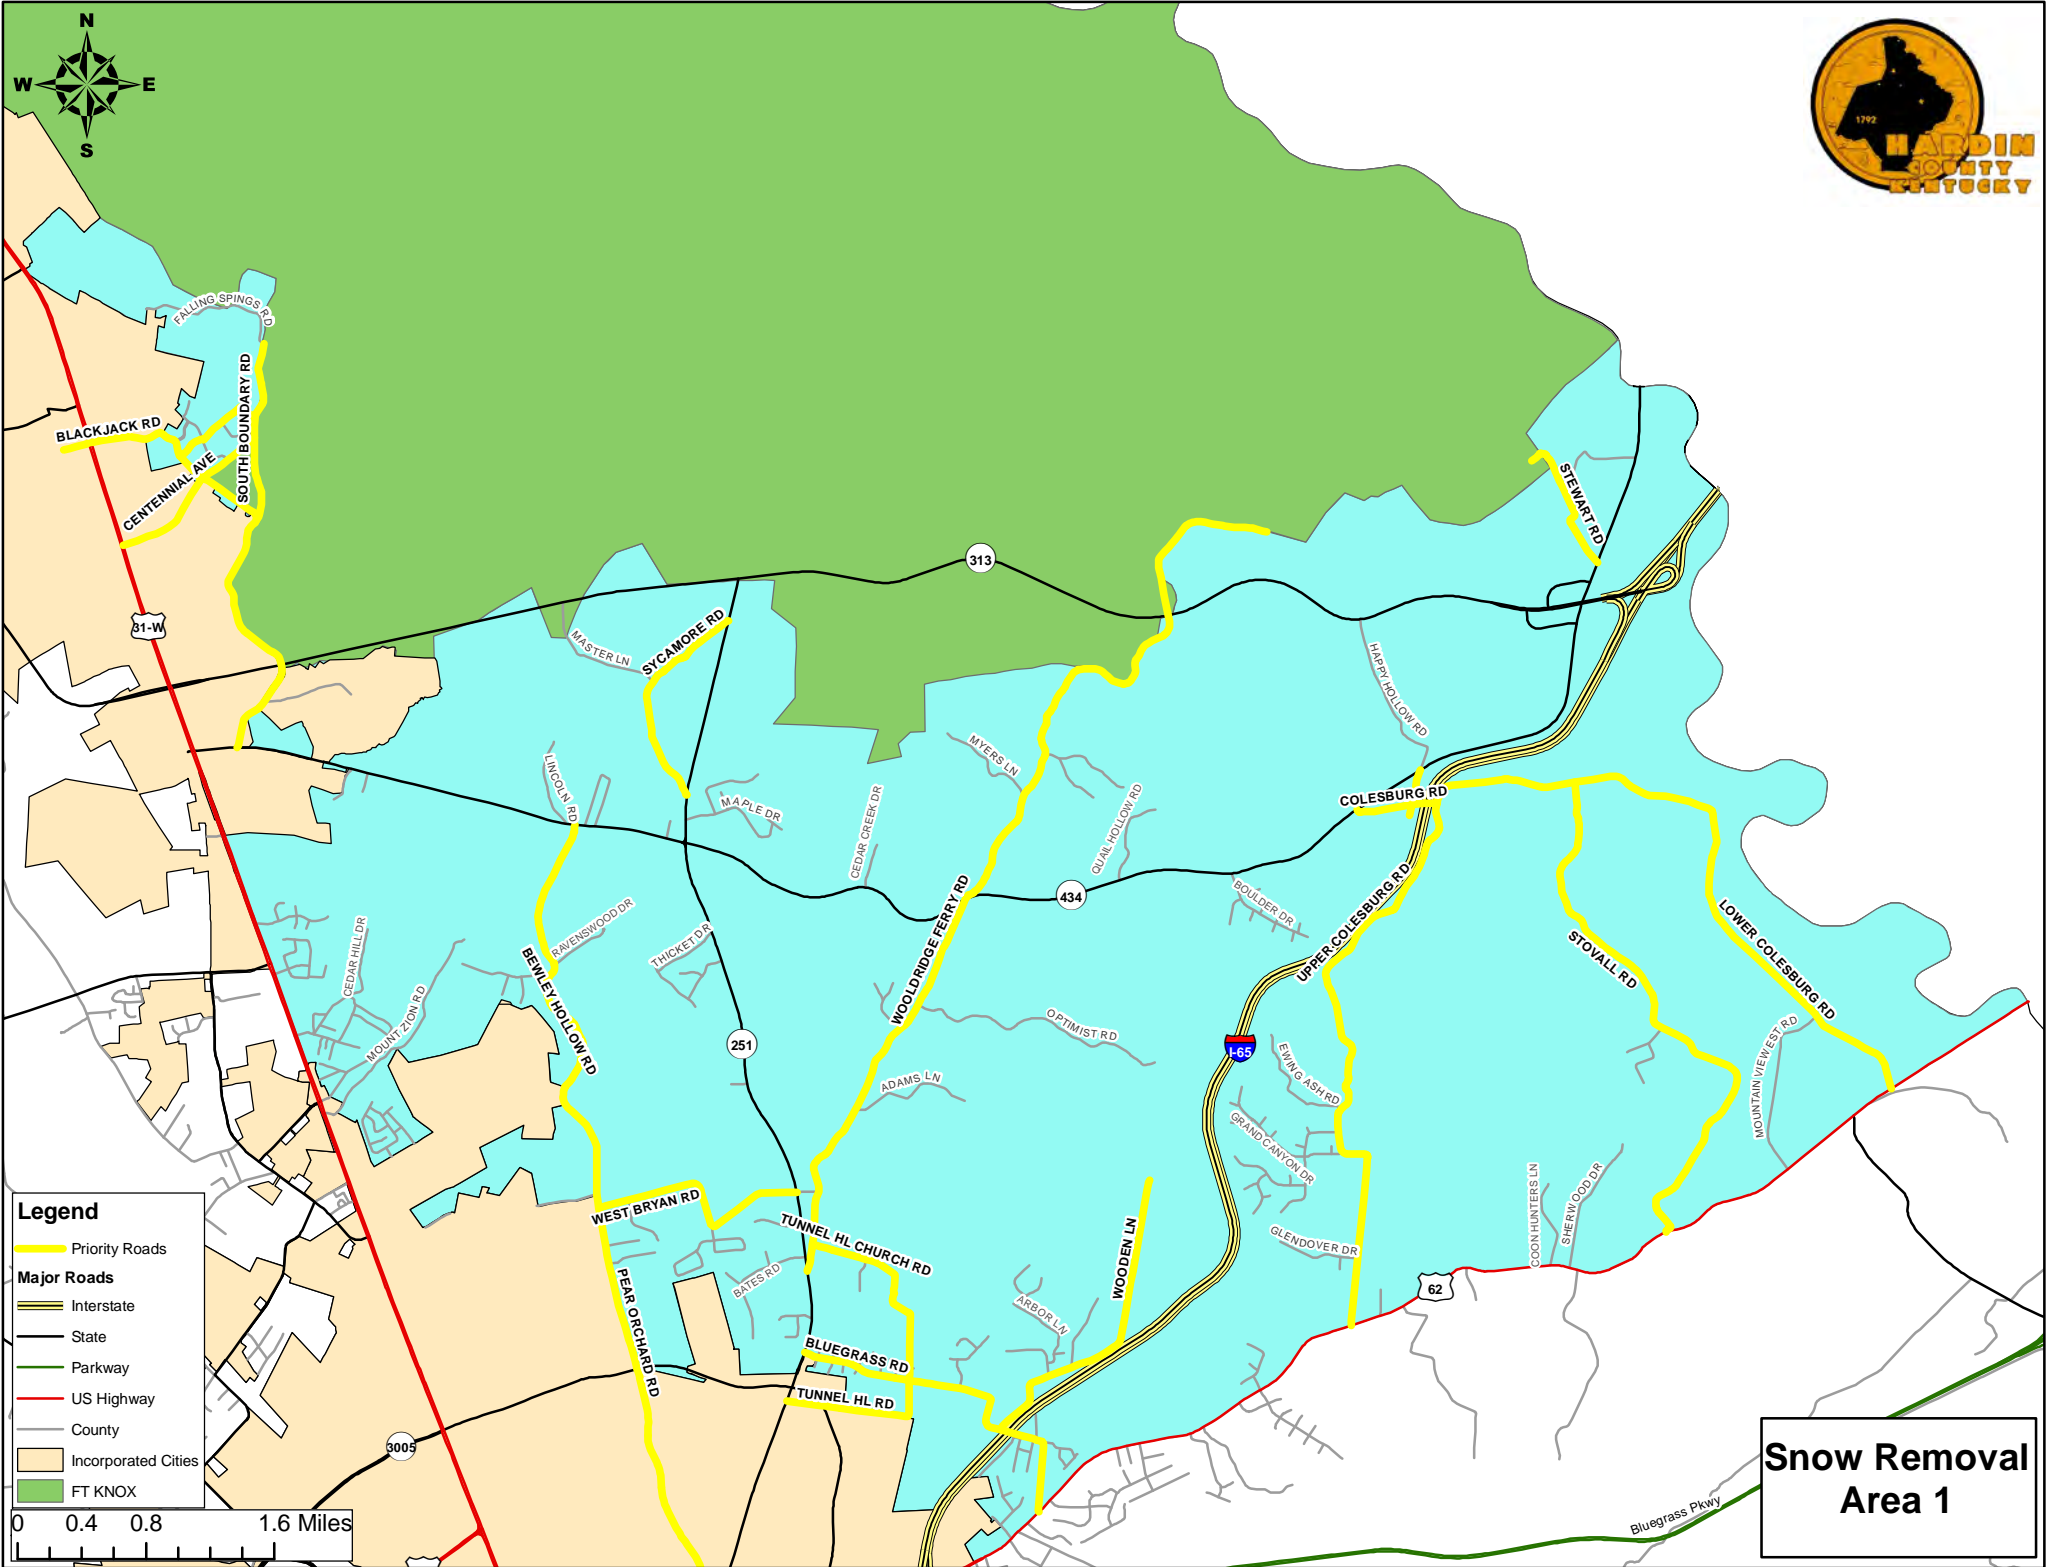 N
W E
S
1792
HARDIN
COUNTY
KENTUCKY
FALLING SPINGS RD
SOUTH BOUNDARY RD
BLACKJACK RD
CENTENNIAL AVE
STEWART RD
313
31-W
MASTER LN
SYCAMORE RD
HAPPY HOLLOW RD
LINCOLN RD
MYERS LN
MAPLE DR
CEDAR CREEK DR
QUAIL HOLLOW RD
COLESBURG RD
434
BOULDER DR
WOOLDRIDGE FERRY RD
UPPER COLESBURG RD
LOWER COLESBURG RD
STOVALL RD
CEDAR HILL DR
RAVENSWOOD DR
THICKET DR
BEWLEY HOLLOW RD
MOUNT ZION RD
251
OPTIMIST RD
I-65
EWING ASH RD
MOUNTAIN VIEW EST RD
ADAMS LN
GRAND CANYON DR
COON HUNTERS LN
SHERWOOD DR
WEST BRYAN RD
TUNNEL HL CHURCH RD
WOODEN LN
GLENDOVER DR
BATES RD
PEAR ORCHARD RD
ARBOR LN
62
BLUEGRASS RD
TUNNEL HL RD
3005
Legend
Priority Roads
Major Roads
Interstate
State
Parkway
US Highway
County
Incorporated Cities
FT KNOX
0 0.4 0.8 1.6 Miles
Bluegrass Pkwy
Snow Removal
Area 1